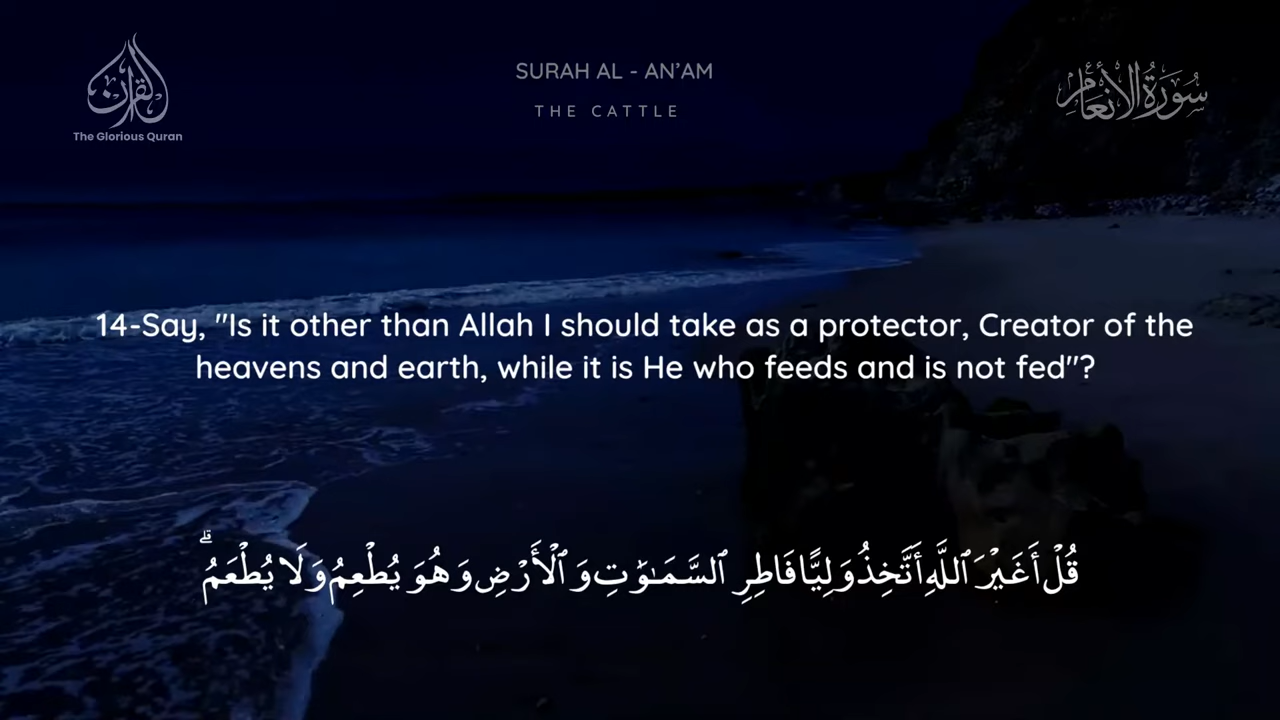 القرآن
The Glorious Quran
SURAH AL - AN’AM
THE CATTLE
سُورَةُ الأَنْعَام
14-Say, "Is it other than Allah I should take as a protector, Creator of the
heavens and earth, while it is He who feeds and is not fed"?
قُلْ أَغَيْرَ ٱللَّهِ أَتَّخِذُ وَلِيًّا فَاطِرِ ٱلسَّمَـٰوَٰتِ وَٱلْأَرْضِ وَهُوَ يُطْعِمُ وَلَا يُطْعَمُ ۗ